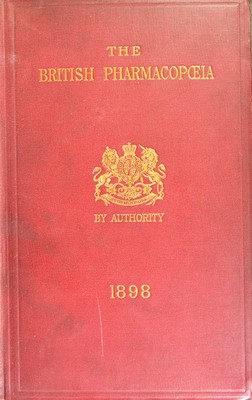 THE
BRITISH PHARMACOPŒIA
BY AUTHORITY
1898